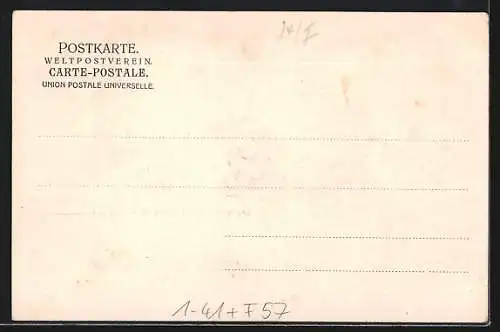 POSTKARTE.
WELTPOSTVEREIN.
CARTE-POSTALE.
UNION POSTALE UNIVERSELLE.
1-41+F57